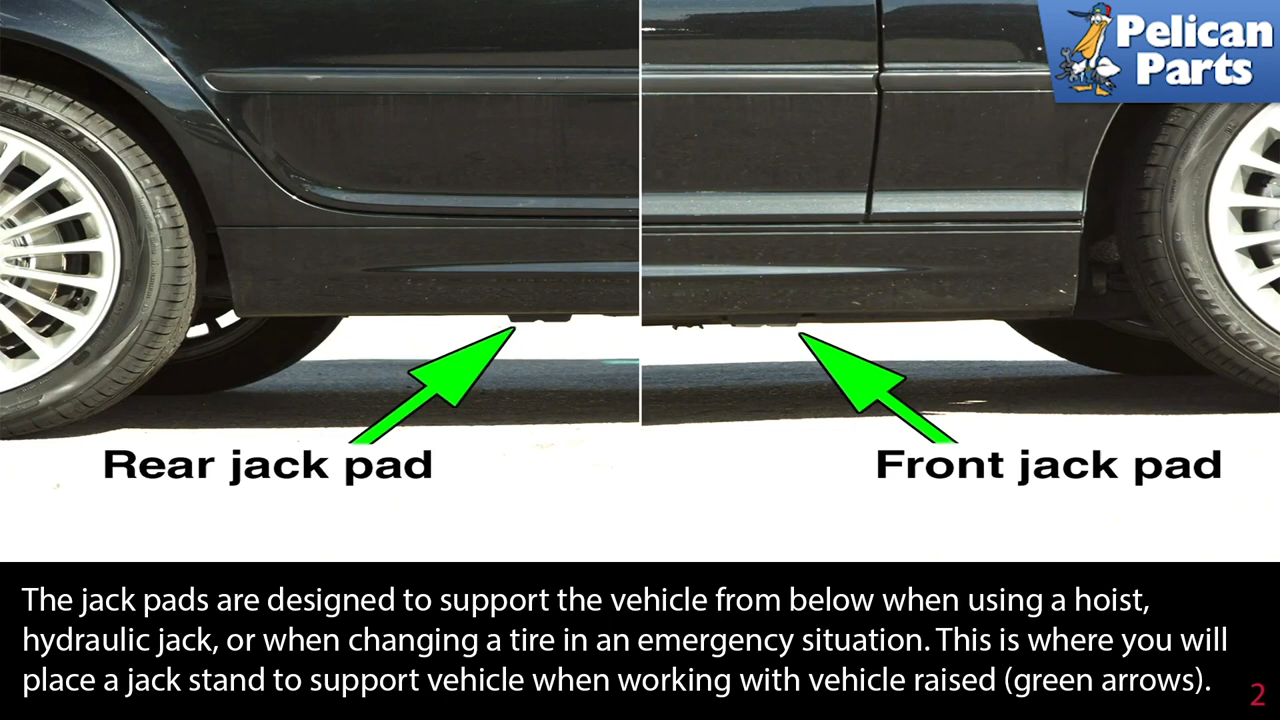 Pelican
Parts
DUNLOP
DUNLOP
Rear jack pad
Front jack pad
The jack pads are designed to support the vehicle from below when using a hoist,
hydraulic jack, or when changing a tire in an emergency situation. This is where you will
place a jack stand to support vehicle when working with vehicle raised (green arrows).
2